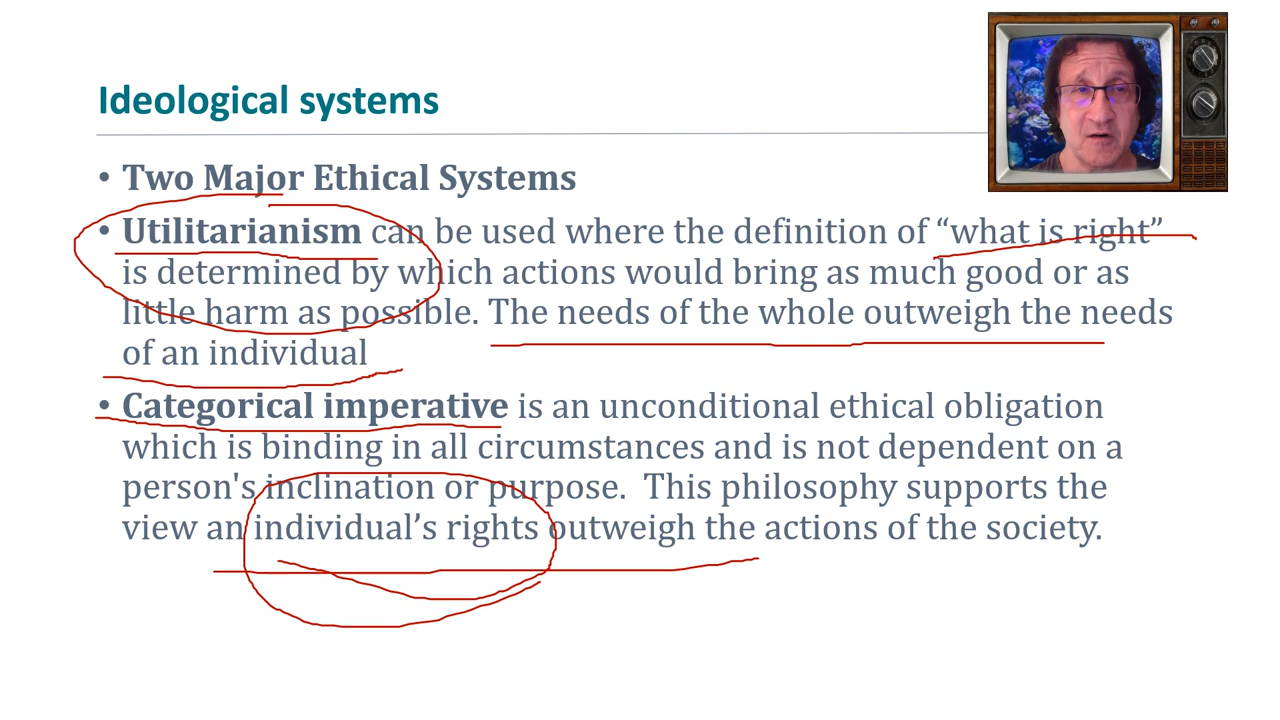 Ideological systems
• Two Major Ethical Systems
• Utilitarianism can be used where the definition of “what is right”
is determined by which actions would bring as much good or as
little harm as possible. The needs of the whole outweigh the needs
of an individual
• Categorical imperative is an unconditional ethical obligation
which is binding in all circumstances and is not dependent on a
person's inclination or purpose.  This philosophy supports the
view an individual’s rights outweigh the actions of the society.